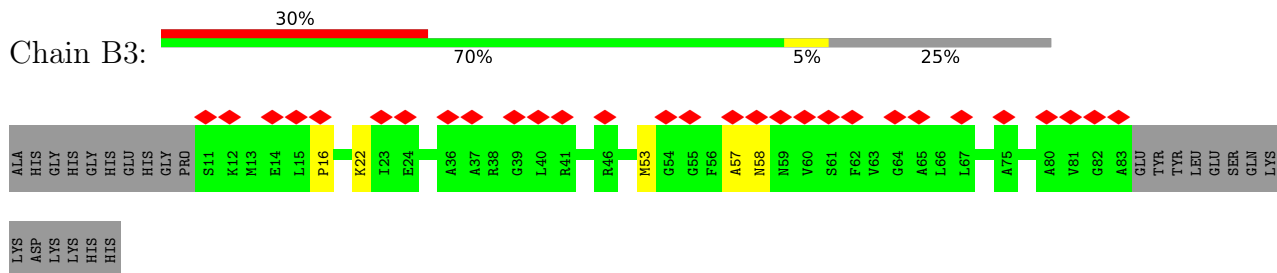 30%
Chain B3:
70% 5% 25%
ALA HIS GLY HIS GLY HIS GLU HIS GLY PRO S11 K12 M13 E14 L15 P16 K22 I23 E24 A36 A37 R38 G39 L40 R41 R46 M53 G54 G55 F56 A57 N58 N59 V60 S61 F62 V63 G64 A65 L66 L67 A75 A80 V81 G82 A83 GLU TYR TYR LEU GLU SER GLN LYS
LYS ASP LYS LYS HIS HIS